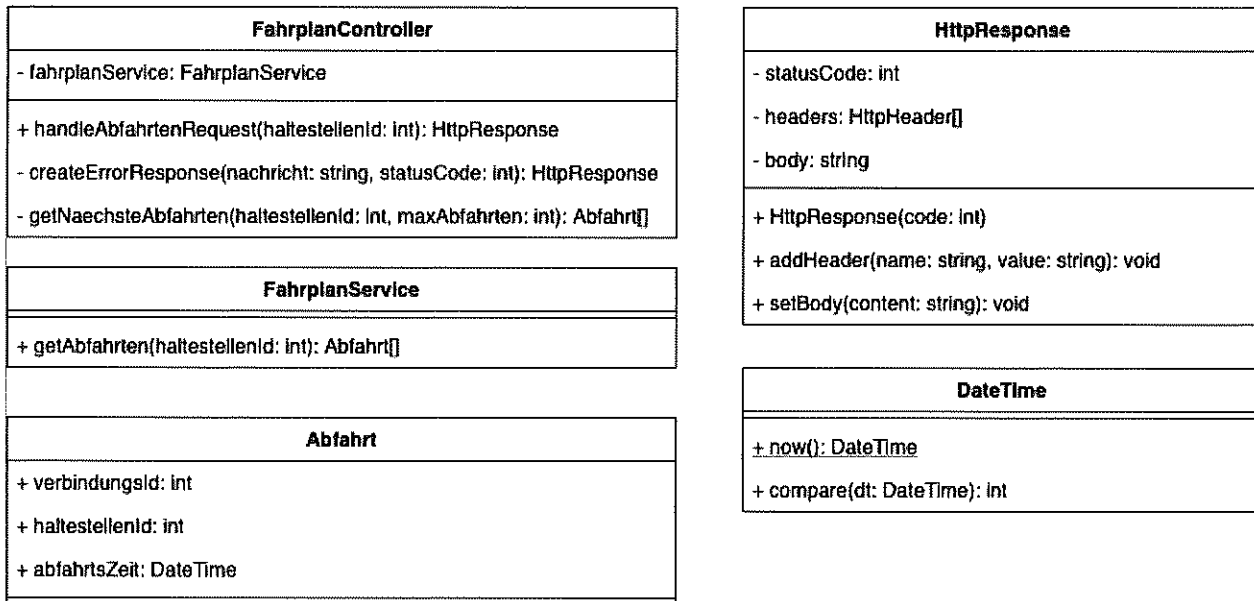 FahrplanController
- fahrplanService: FahrplanService
+ handleAbfahrtenRequest(haltestellenId: int): HttpResponse
- createErrorResponse(nachricht: string, statusCode: int): HttpResponse
- getNaechsteAbfahrten(haltestellenId: int, maxAbfahrten: int): Abfahrt[]
FahrplanService
+ getAbfahrten(haltestellenId: int): Abfahrt[]
Abfahrt
+ verbindungsId: int
+ haltestellenId: int
+ abfahrtsZeit: DateTime
HttpResponse
- statusCode: int
- headers: HttpHeader[]
- body: string
+ HttpResponse(code: int)
+ addHeader(name: string, value: string): void
+ setBody(content: string): void
DateTime
+ now(): DateTime
+ compare(dt: DateTime): int